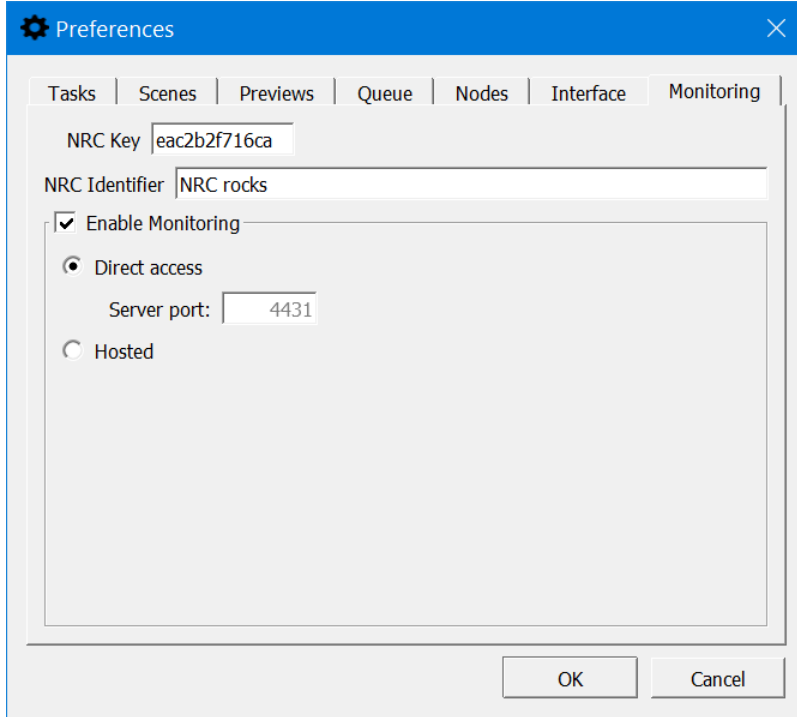 Preferences
Tasks Scenes Previews Queue Nodes Interface Monitoring
NRC Key eac2b2f716ca
NRC Identifier NRC rocks
Enable Monitoring
Direct access
Server port: 4431
Hosted
OK Cancel